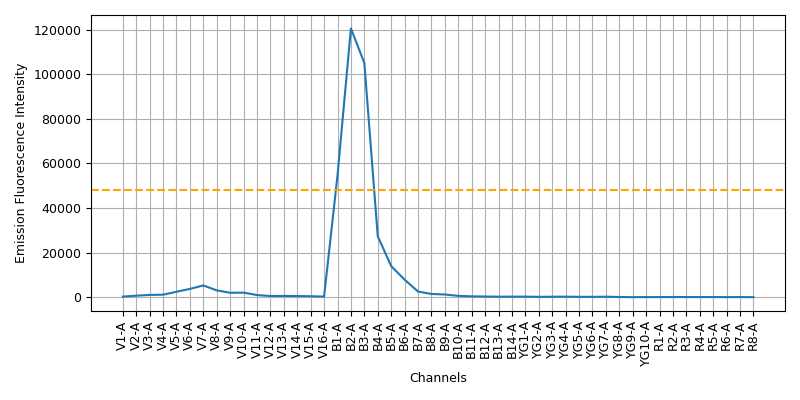 120000
100000
80000
60000
40000
20000
0
Emission Fluorescence Intensity
V1-A V2-A V3-A V4-A V5-A V6-A V7-A V8-A V9-A V10-A V11-A V12-A V13-A V14-A V15-A V16-A B1-A B2-A B3-A B4-A B5-A B6-A B7-A B8-A B9-A B10-A B11-A B12-A B13-A B14-A YG1-A YG2-A YG3-A YG4-A YG5-A YG6-A YG7-A YG8-A YG9-A YG10-A R1-A R2-A R3-A R4-A R5-A R6-A R7-A R8-A
Channels